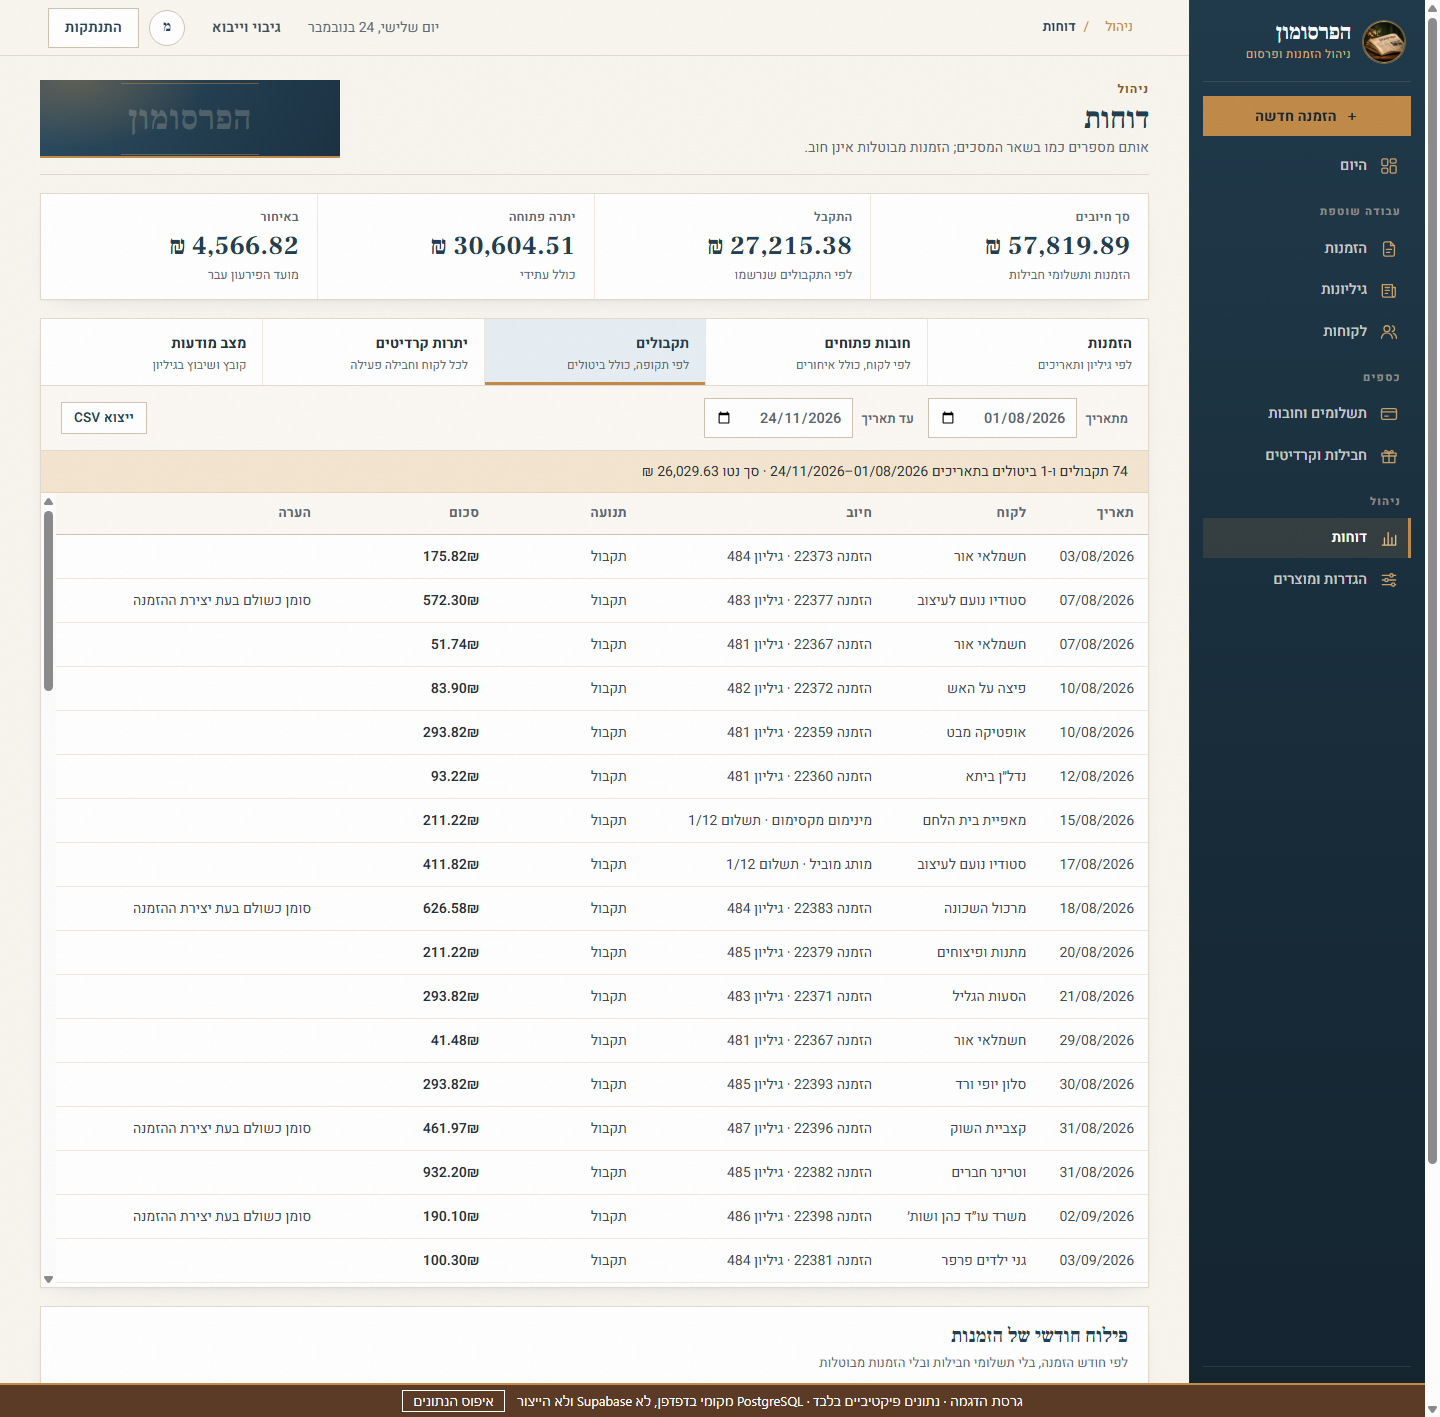 הפרסומון
ניהול הזמנות ופרסום
+ הזמנה חדשה
היום
עבודה שוטפת
הזמנות
גיליונות
לקוחות
כספים
תשלומים וחובות
חבילות וקרדיטים
ניהול
דוחות
הגדרות ומוצרים
ניהול / דוחות
יום שלישי, 24 בנובמבר
גיבוי וייבוא
מ
התנתקות
ניהול
דוחות
אותם מספרים כמו בשאר המסכים; הזמנות מבוטלות אינן חוב.
הפרסומון
סך חיובים
57,819.89 ₪
הזמנות ותשלומי חבילות
התקבל
27,215.38 ₪
לפי התקבולים שנרשמו
יתרה פתוחה
30,604.51 ₪
כולל עתידי
באיחור
4,566.82 ₪
מועד הפירעון עבר
הזמנות
לפי גיליון ותאריכים
חובות פתוחים
לפי לקוח, כולל איחורים
תקבולים
לפי תקופה, כולל ביטולים
יתרות קרדיטים
לכל לקוח וחבילה פעילה
מצב מודעות
קובץ ושיבוץ בגיליון
מתאריך 01/08/2026 עד תאריך 24/11/2026 ייצוא CSV
74 תקבולים ו-1 ביטולים בתאריכים 01/08/2026–24/11/2026 · סך נטו 26,029.63 ₪
תאריך לקוח חיוב תנועה סכום הערה
03/08/2026 חשמלאי אור הזמנה 22373 · גיליון 484 תקבול ₪175.82
07/08/2026 סטודיו נועם לעיצוב הזמנה 22377 · גיליון 483 תקבול ₪572.30 סומן כשולם בעת יצירת ההזמנה
07/08/2026 חשמלאי אור הזמנה 22367 · גיליון 481 תקבול ₪51.74
10/08/2026 פיצה על האש הזמנה 22372 · גיליון 482 תקבול ₪83.90
10/08/2026 אופטיקה מבט הזמנה 22359 · גיליון 481 תקבול ₪293.82
12/08/2026 נדל״ן ביתא הזמנה 22360 · גיליון 481 תקבול ₪93.22
15/08/2026 מאפיית בית הלחם מינימום מקסימום · תשלום 1/12 תקבול ₪211.22
17/08/2026 סטודיו נועם לעיצוב מותג מוביל · תשלום 1/12 תקבול ₪411.82
18/08/2026 מרכול השכונה הזמנה 22383 · גיליון 484 תקבול ₪626.58 סומן כשולם בעת יצירת ההזמנה
20/08/2026 מתנות ופיצוחים הזמנה 22379 · גיליון 485 תקבול ₪211.22
21/08/2026 הסעות הגליל הזמנה 22371 · גיליון 483 תקבול ₪293.82
29/08/2026 חשמלאי אור הזמנה 22367 · גיליון 481 תקבול ₪41.48
30/08/2026 סלון יופי ורד הזמנה 22393 · גיליון 485 תקבול ₪293.82
31/08/2026 קצביית השוק הזמנה 22396 · גיליון 487 תקבול ₪461.97 סומן כשולם בעת יצירת ההזמנה
31/08/2026 וטרינר חברים הזמנה 22382 · גיליון 485 תקבול ₪932.20
02/09/2026 משרד עו״ד כהן ושות׳ הזמנה 22398 · גיליון 486 תקבול ₪190.10 סומן כשולם בעת יצירת ההזמנה
03/09/2026 גני ילדים פרפר הזמנה 22381 · גיליון 484 תקבול ₪100.30
פילוח חודשי של הזמנות
לפי חודש הזמנה, בלי תשלומי חבילות ובלי הזמנות מבוטלות
גרסת הדגמה · נתונים פיקטיביים בלבד · PostgreSQL מקומי בדפדפן, לא Supabase ולא הייצור איפוס הנתונים